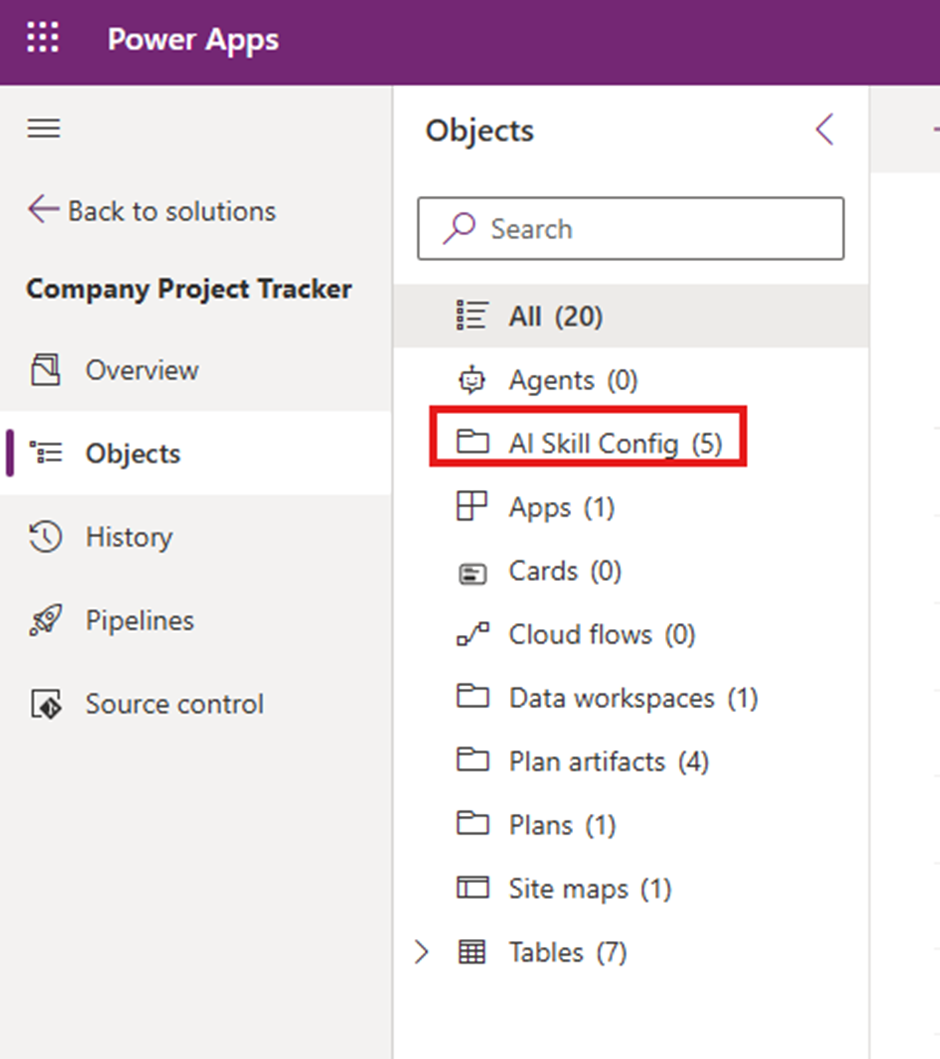 Power Apps
Back to solutions
Company Project Tracker
Overview
Objects
History
Pipelines
Source control
Objects
Search
All (20)
Agents (0)
AI Skill Config (5)
Apps (1)
Cards (0)
Cloud flows (0)
Data workspaces (1)
Plan artifacts (4)
Plans (1)
Site maps (1)
Tables (7)